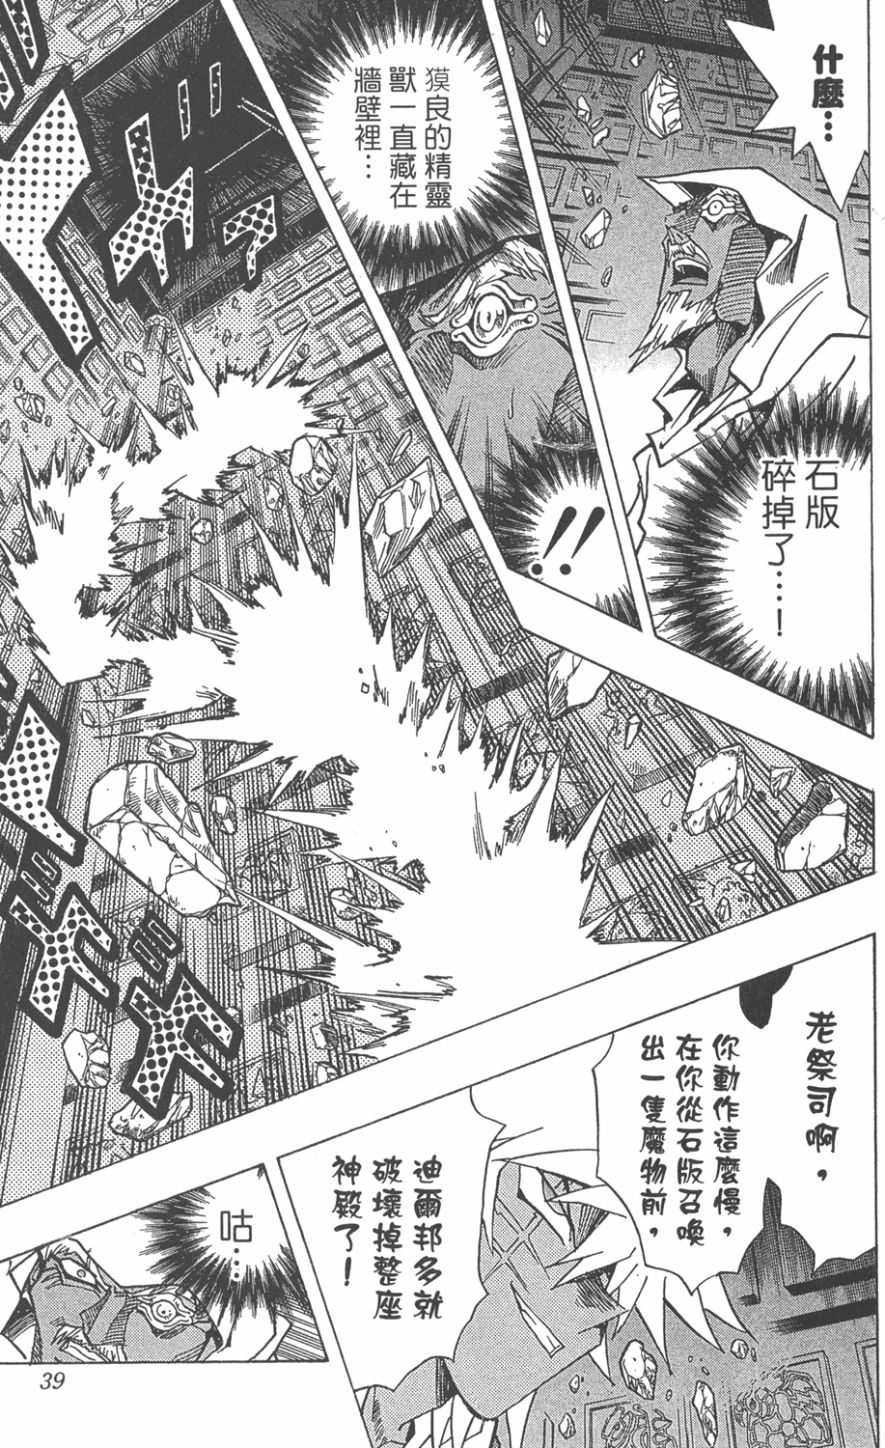 什麼…
石版
碎掉了…！
獏良的精靈
獸一直藏在
牆壁裡…
!!
老祭司啊，
你動作這麼慢，
在你從石版召喚
出一隻魔物前，
迪爾邦多就
破壞掉整座
神殿了！
咕…
39